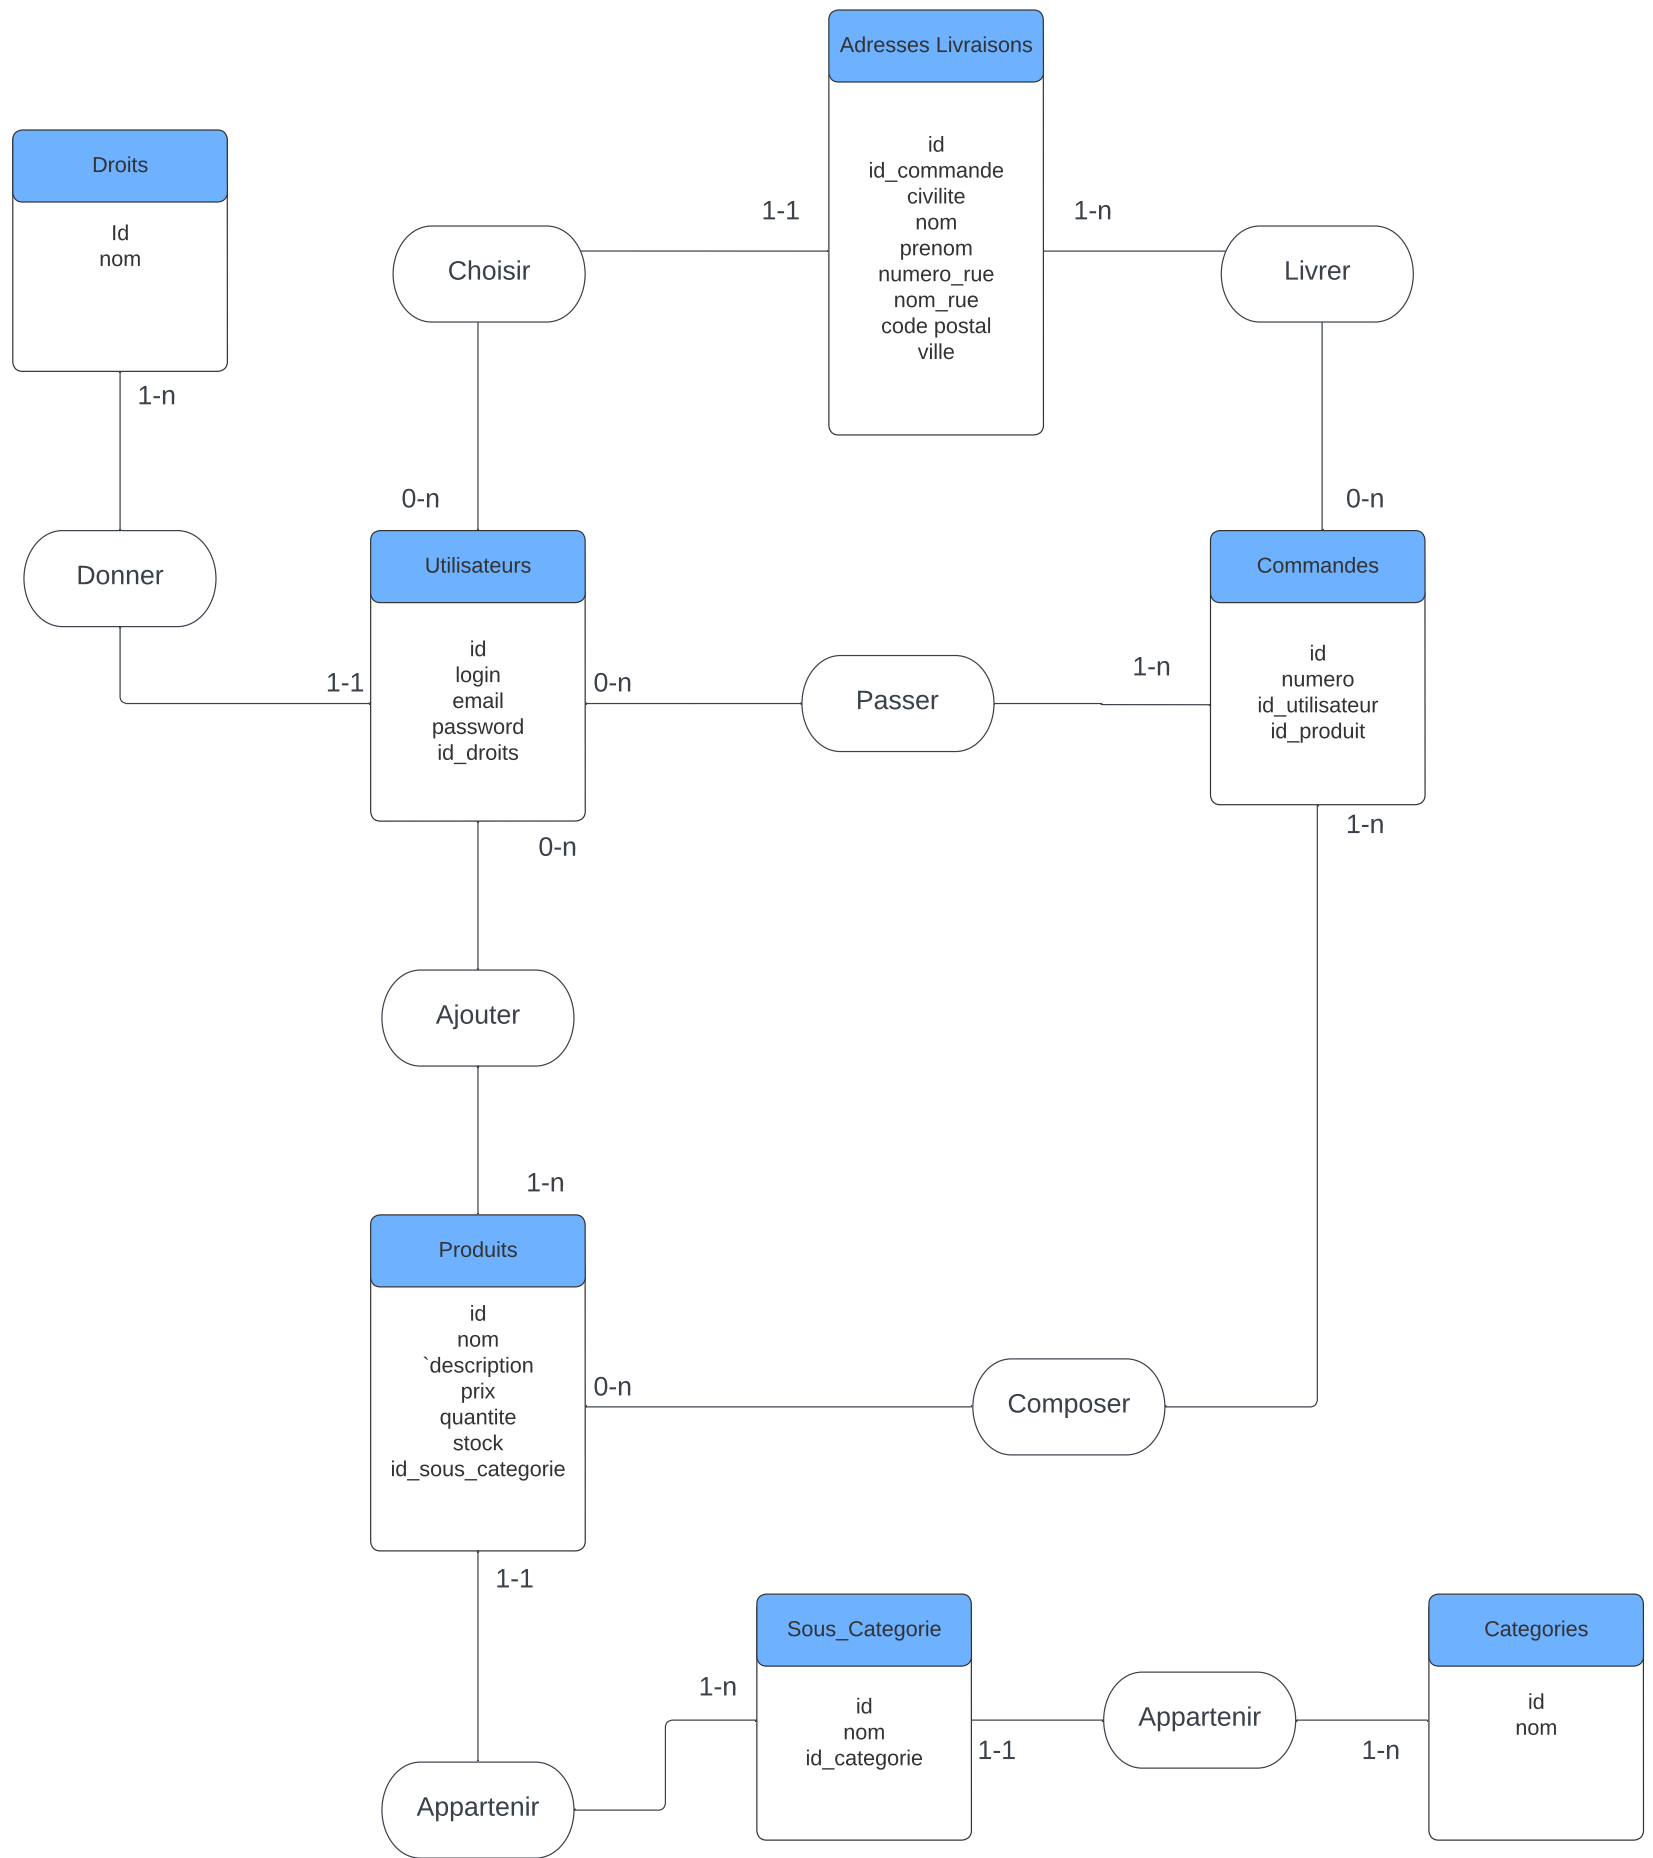 Adresses Livraisons
id
id_commande
civilite
nom
prenom
numero_rue
nom_rue
code postal
ville
Droits
Id
nom
1-n
1-1
1-n
Choisir
Livrer
0-n
0-n
Donner
1-1
Utilisateurs
id
login
email
password
id_droits
0-n
Passer
1-n
Commandes
id
numero
id_utilisateur
id_produit
0-n
1-n
Ajouter
1-n
Produits
id
nom
`description
prix
quantite
stock
id_sous_categorie
0-n
Composer
1-1
Appartenir
1-n
Sous_Categorie
id
nom
id_categorie
1-1
Appartenir
1-n
Categories
id
nom